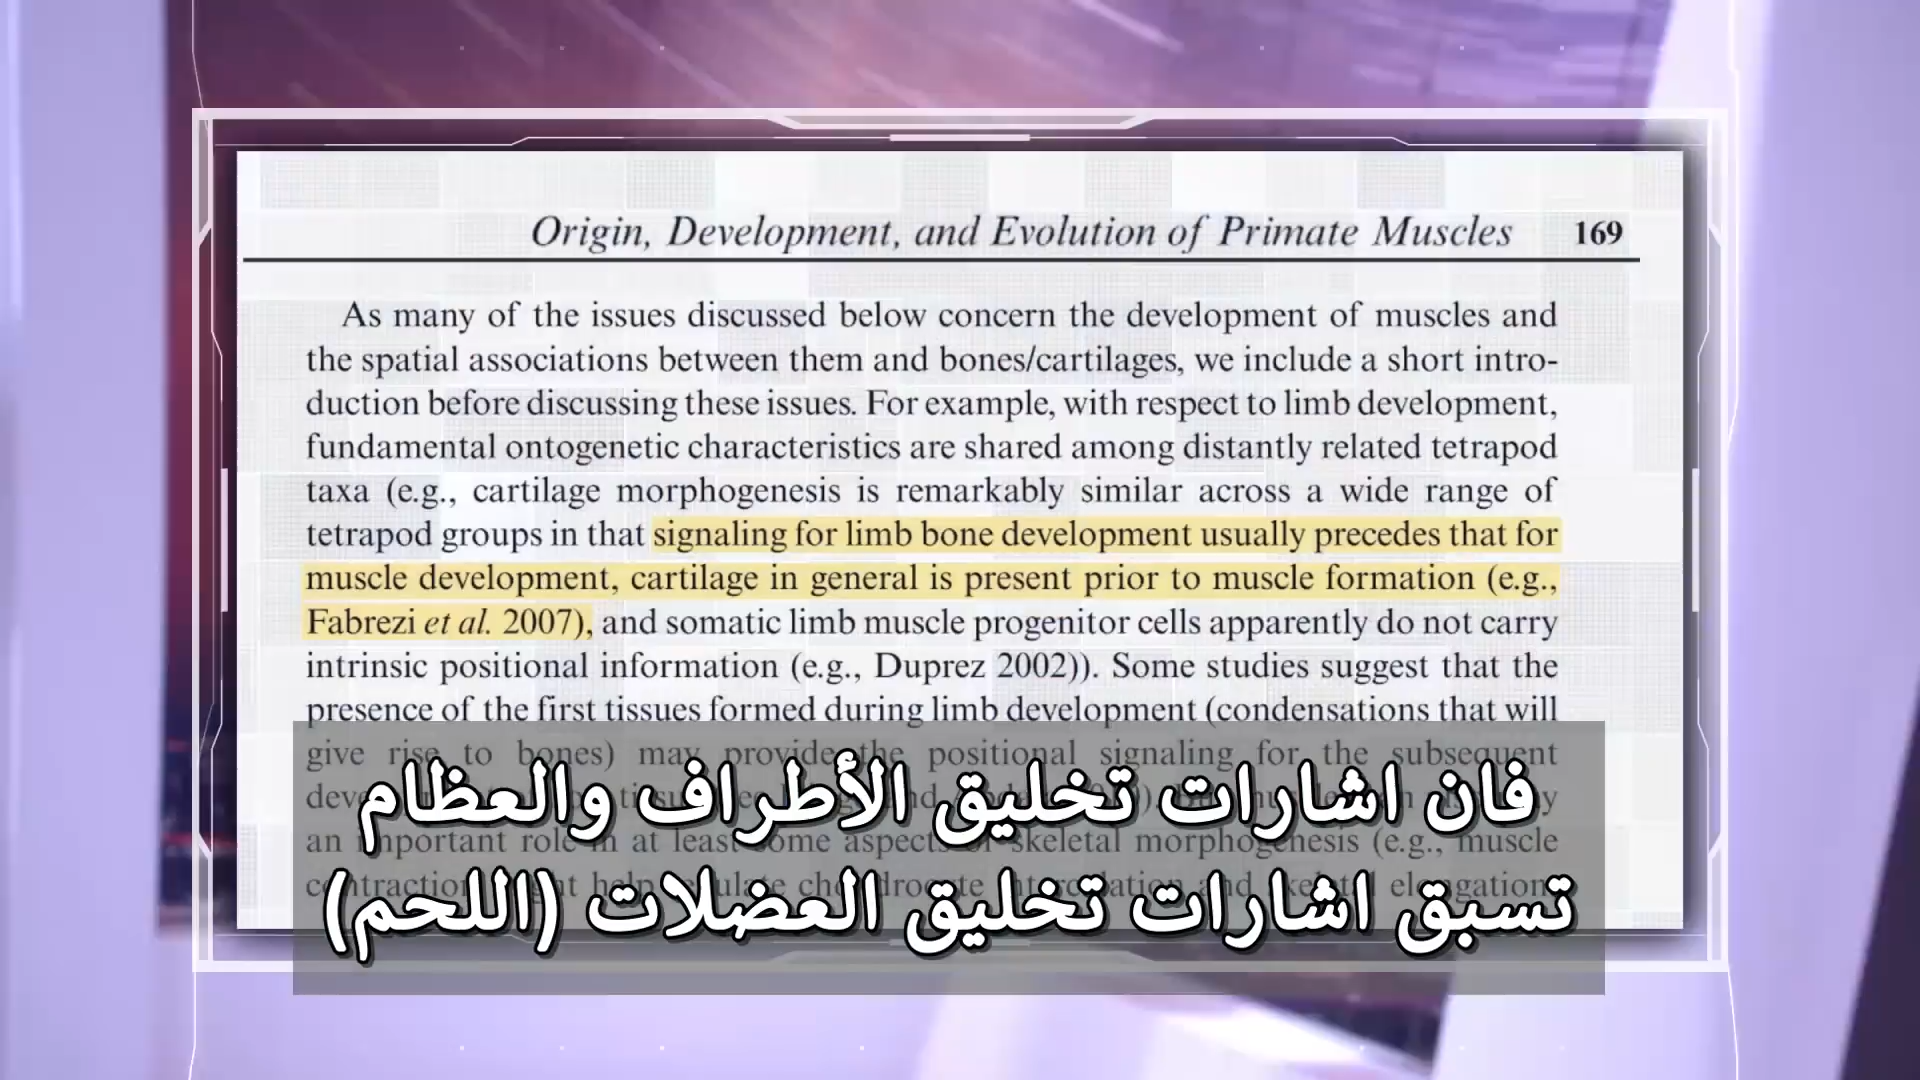 Origin, Development, and Evolution of Primate Muscles 169
As many of the issues discussed below concern the development of muscles and
the spatial associations between them and bones/cartilages, we include a short intro-
duction before discussing these issues. For example, with respect to limb development,
fundamental ontogenetic characteristics are shared among distantly related tetrapod
taxa (e.g., cartilage morphogenesis is remarkably similar across a wide range of
tetrapod groups in that signaling for limb bone development usually precedes that for
muscle development, cartilage in general is present prior to muscle formation (e.g.,
Fabrezi et al. 2007), and somatic limb muscle progenitor cells apparently do not carry
intrinsic positional information (e.g., Duprez 2002)). Some studies suggest that the
presence of the first tissues formed during limb development (condensations that will
give rise to bones) may provide the positional signaling for the subsequent
an important role in at least some aspects of skeletal morphogenesis (e.g., muscle
فان اشارات تخليق الأطراف والعظام
تسبق اشارات تخليق العضلات (اللحم)